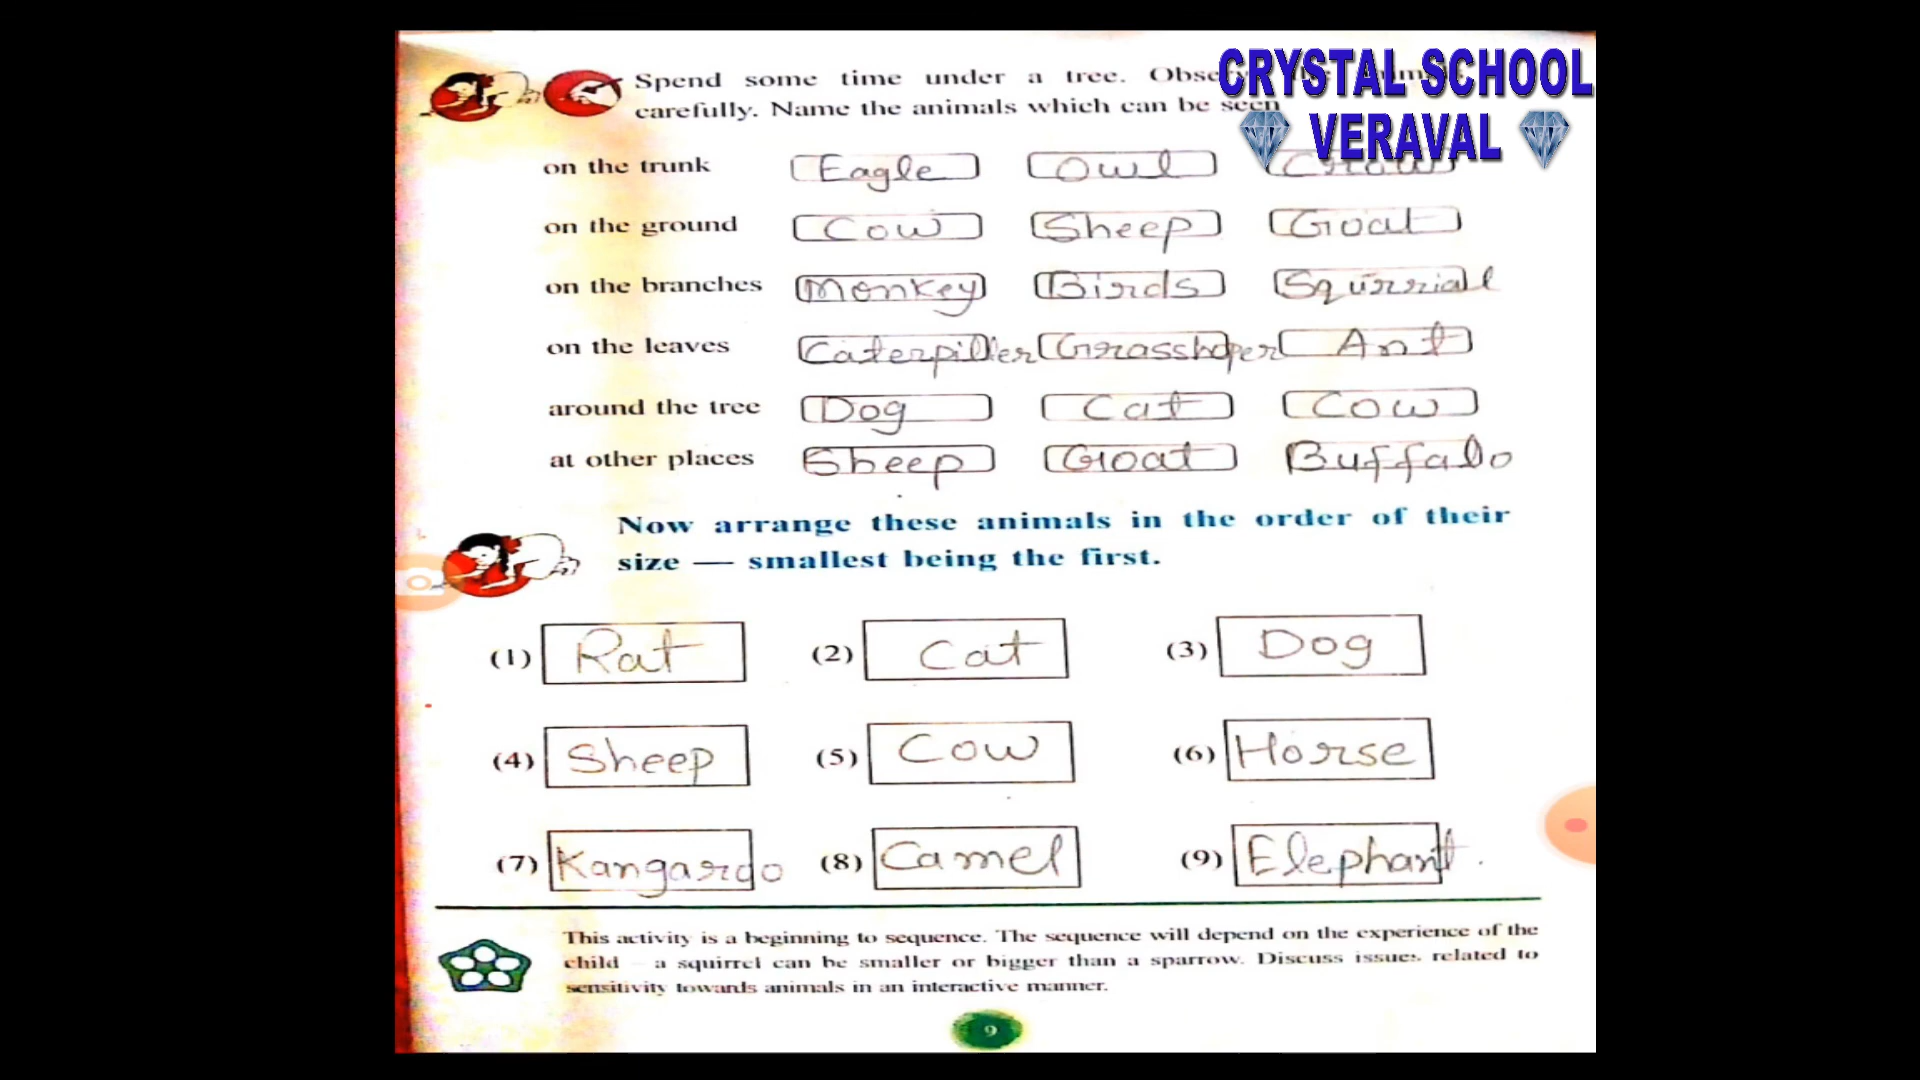 Spend some time under a tree.
carefully. Name the animals which can be seen
CRYSTAL SCHOOL
VERAVAL
on the trunk Eagle Owl Crow
on the ground Cow Sheep Goat
on the branches Monkey Birds Squrrial
on the leaves Caterpiller Grasshoper Ant
around the tree Dog Cat Cow
at other places Sheep Goat Buffalo
Now arrange these animals in the order of their
size — smallest being the first.
(1) Rat (2) Cat (3) Dog
(4) Sheep (5) Cow (6) Horse
(7) Kangaroo (8) Camel (9) Elephant.
This activity is a beginning to sequence. The sequence will depend on the experience of the
child – a squirrel can be smaller or bigger than a sparrow. Discuss issues related to
sensitivity towards animals in an interactive manner.
9